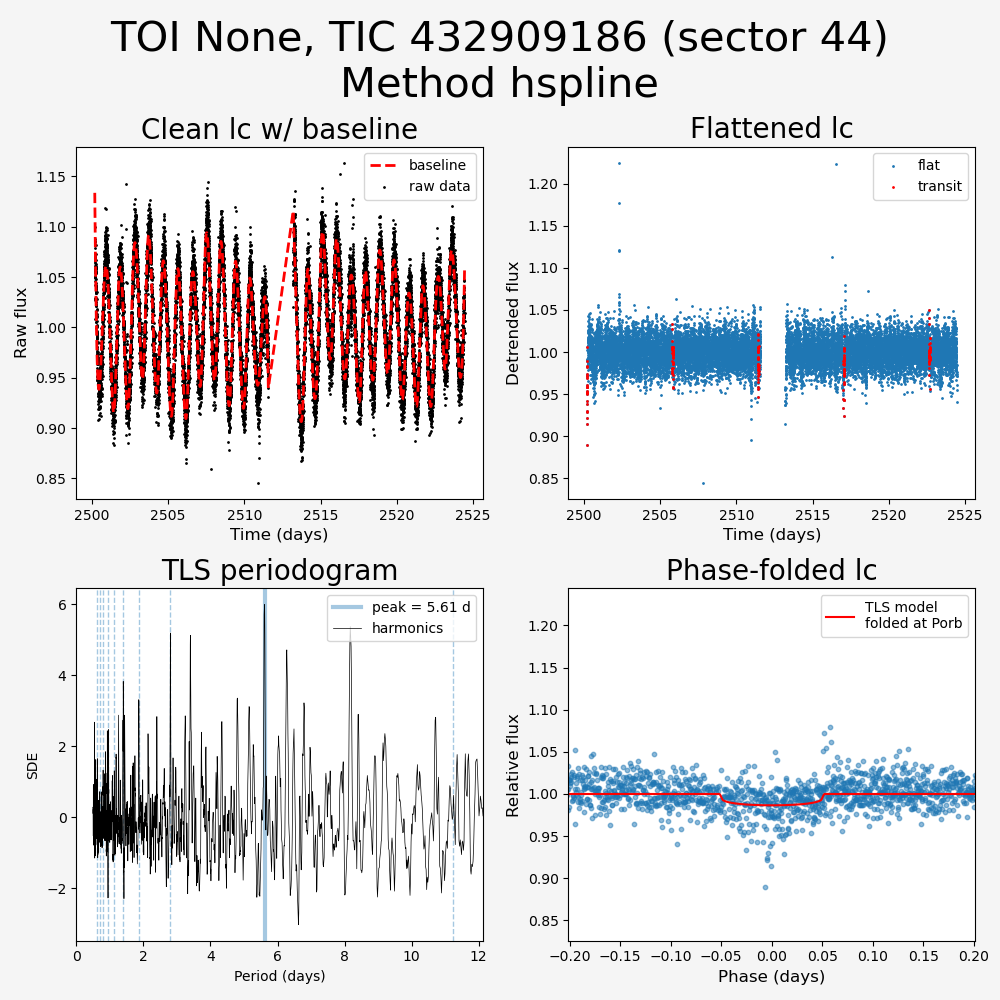 TOI None, TIC 432909186 (sector 44)
Method hspline
Clean lc w/ baseline
Flattened lc
baseline
raw data
flat
transit
Raw flux
1.15
1.10
1.05
1.00
0.95
0.90
0.85
2500
2505
2510
2515
2520
2525
Time (days)
Detrended flux
1.20
1.15
1.10
1.05
1.00
0.95
0.90
0.85
2500
2505
2510
2515
2520
2525
Time (days)
TLS periodogram
Phase-folded lc
peak = 5.61 d
harmonics
TLS model
folded at Porb
SDE
6
4
2
0
−2
0
2
4
6
8
10
12
Period (days)
Relative flux
1.20
1.15
1.10
1.05
1.00
0.95
0.90
0.85
−0.20
−0.15
−0.10
−0.05
0.00
0.05
0.10
0.15
0.20
Phase (days)